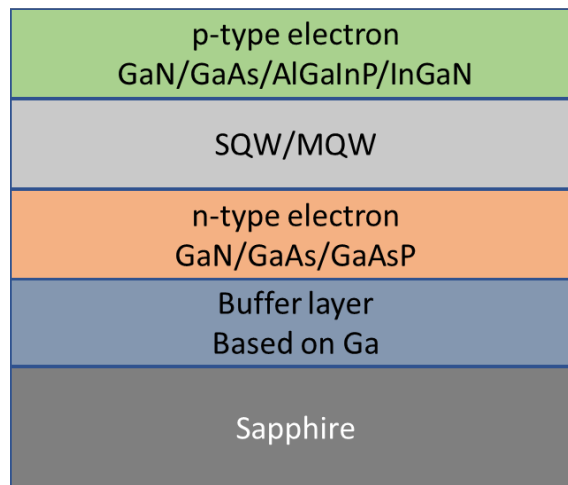 p-type electron
GaN/GaAs/AlGaInP/InGaN
SQW/MQW
n-type electron
GaN/GaAs/GaAsP
Buffer layer
Based on Ga
Sapphire